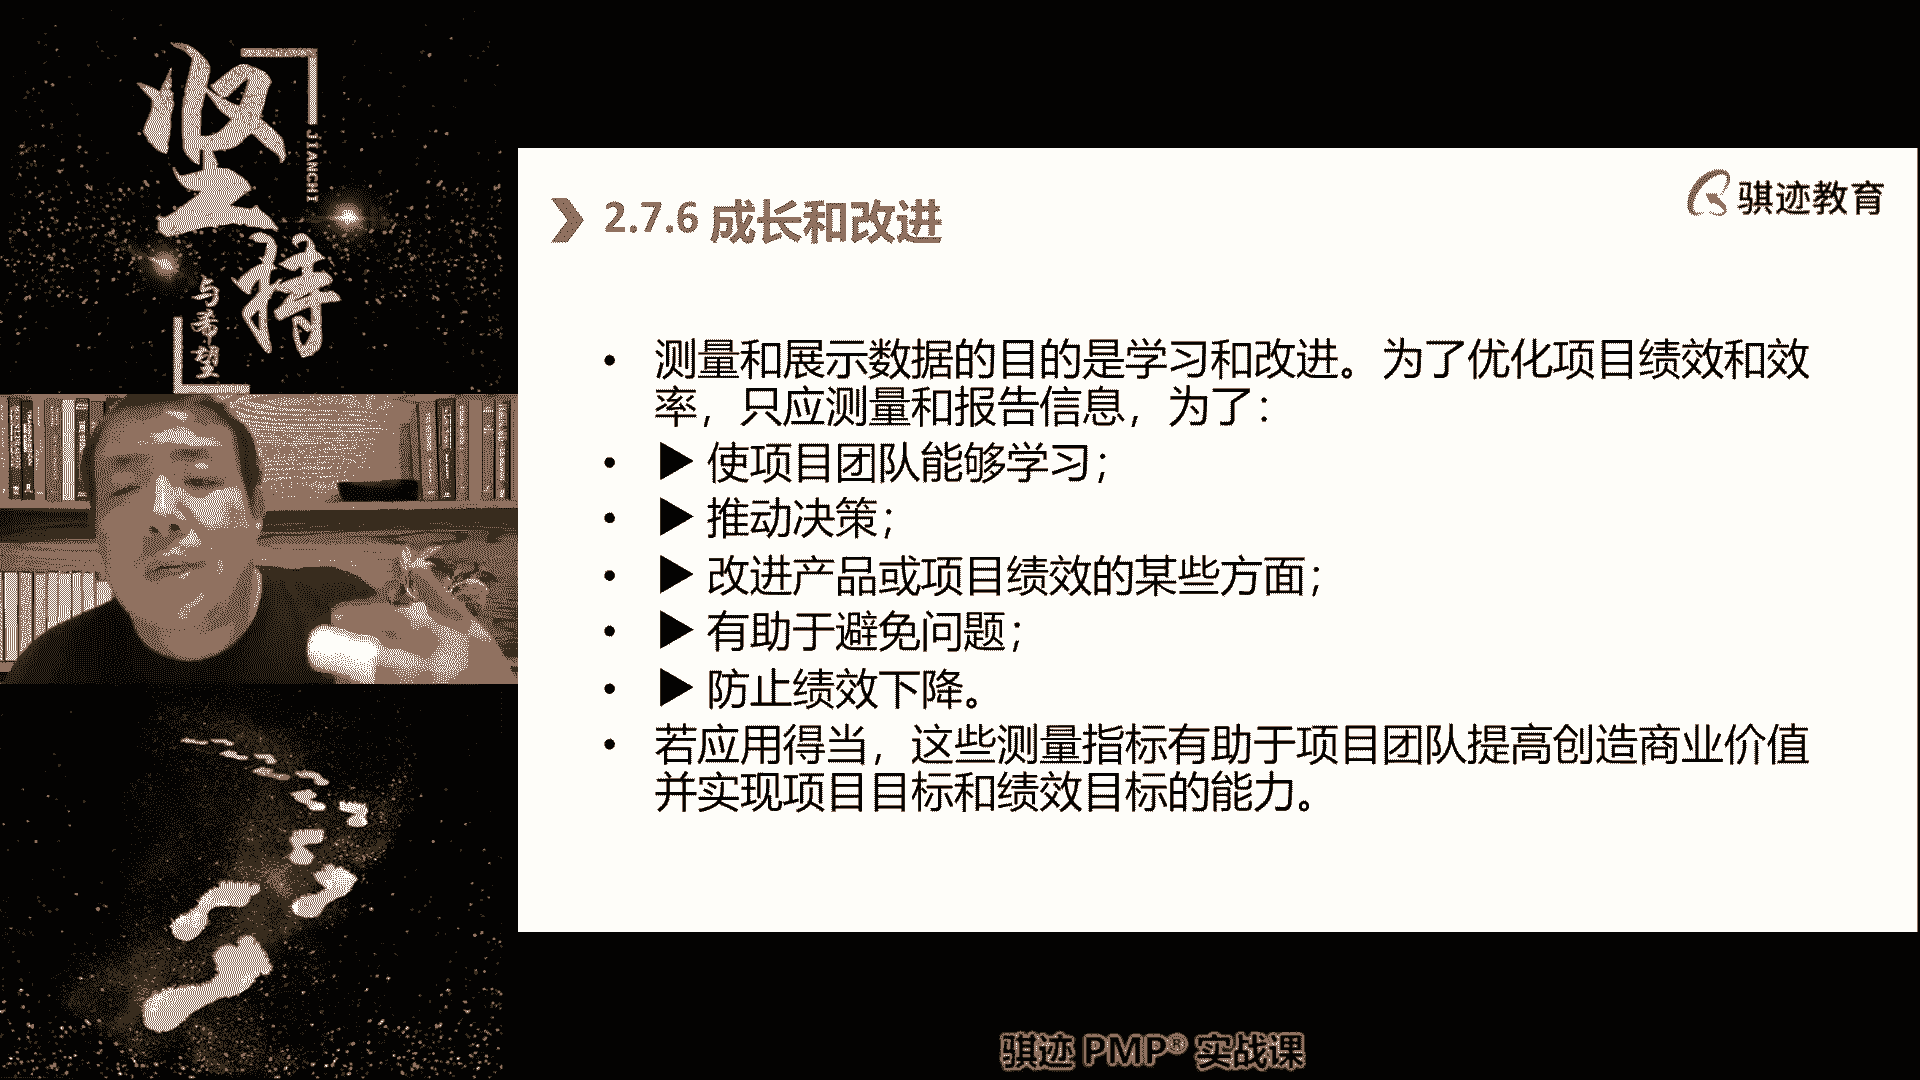 坚持
JIANCHI
与希望
骐迹教育
2.7.6 成长和改进
• 测量和展示数据的目的是学习和改进。为了优化项目绩效和效
率，只应测量和报告信息，为了：
• ▶ 使项目团队能够学习；
• ▶ 推动决策；
• ▶ 改进产品或项目绩效的某些方面；
• ▶ 有助于避免问题；
• ▶ 防止绩效下降。
• 若应用得当，这些测量指标有助于项目团队提高创造商业价值
并实现项目目标和绩效目标的能力。
骐迹 PMP® 实战课